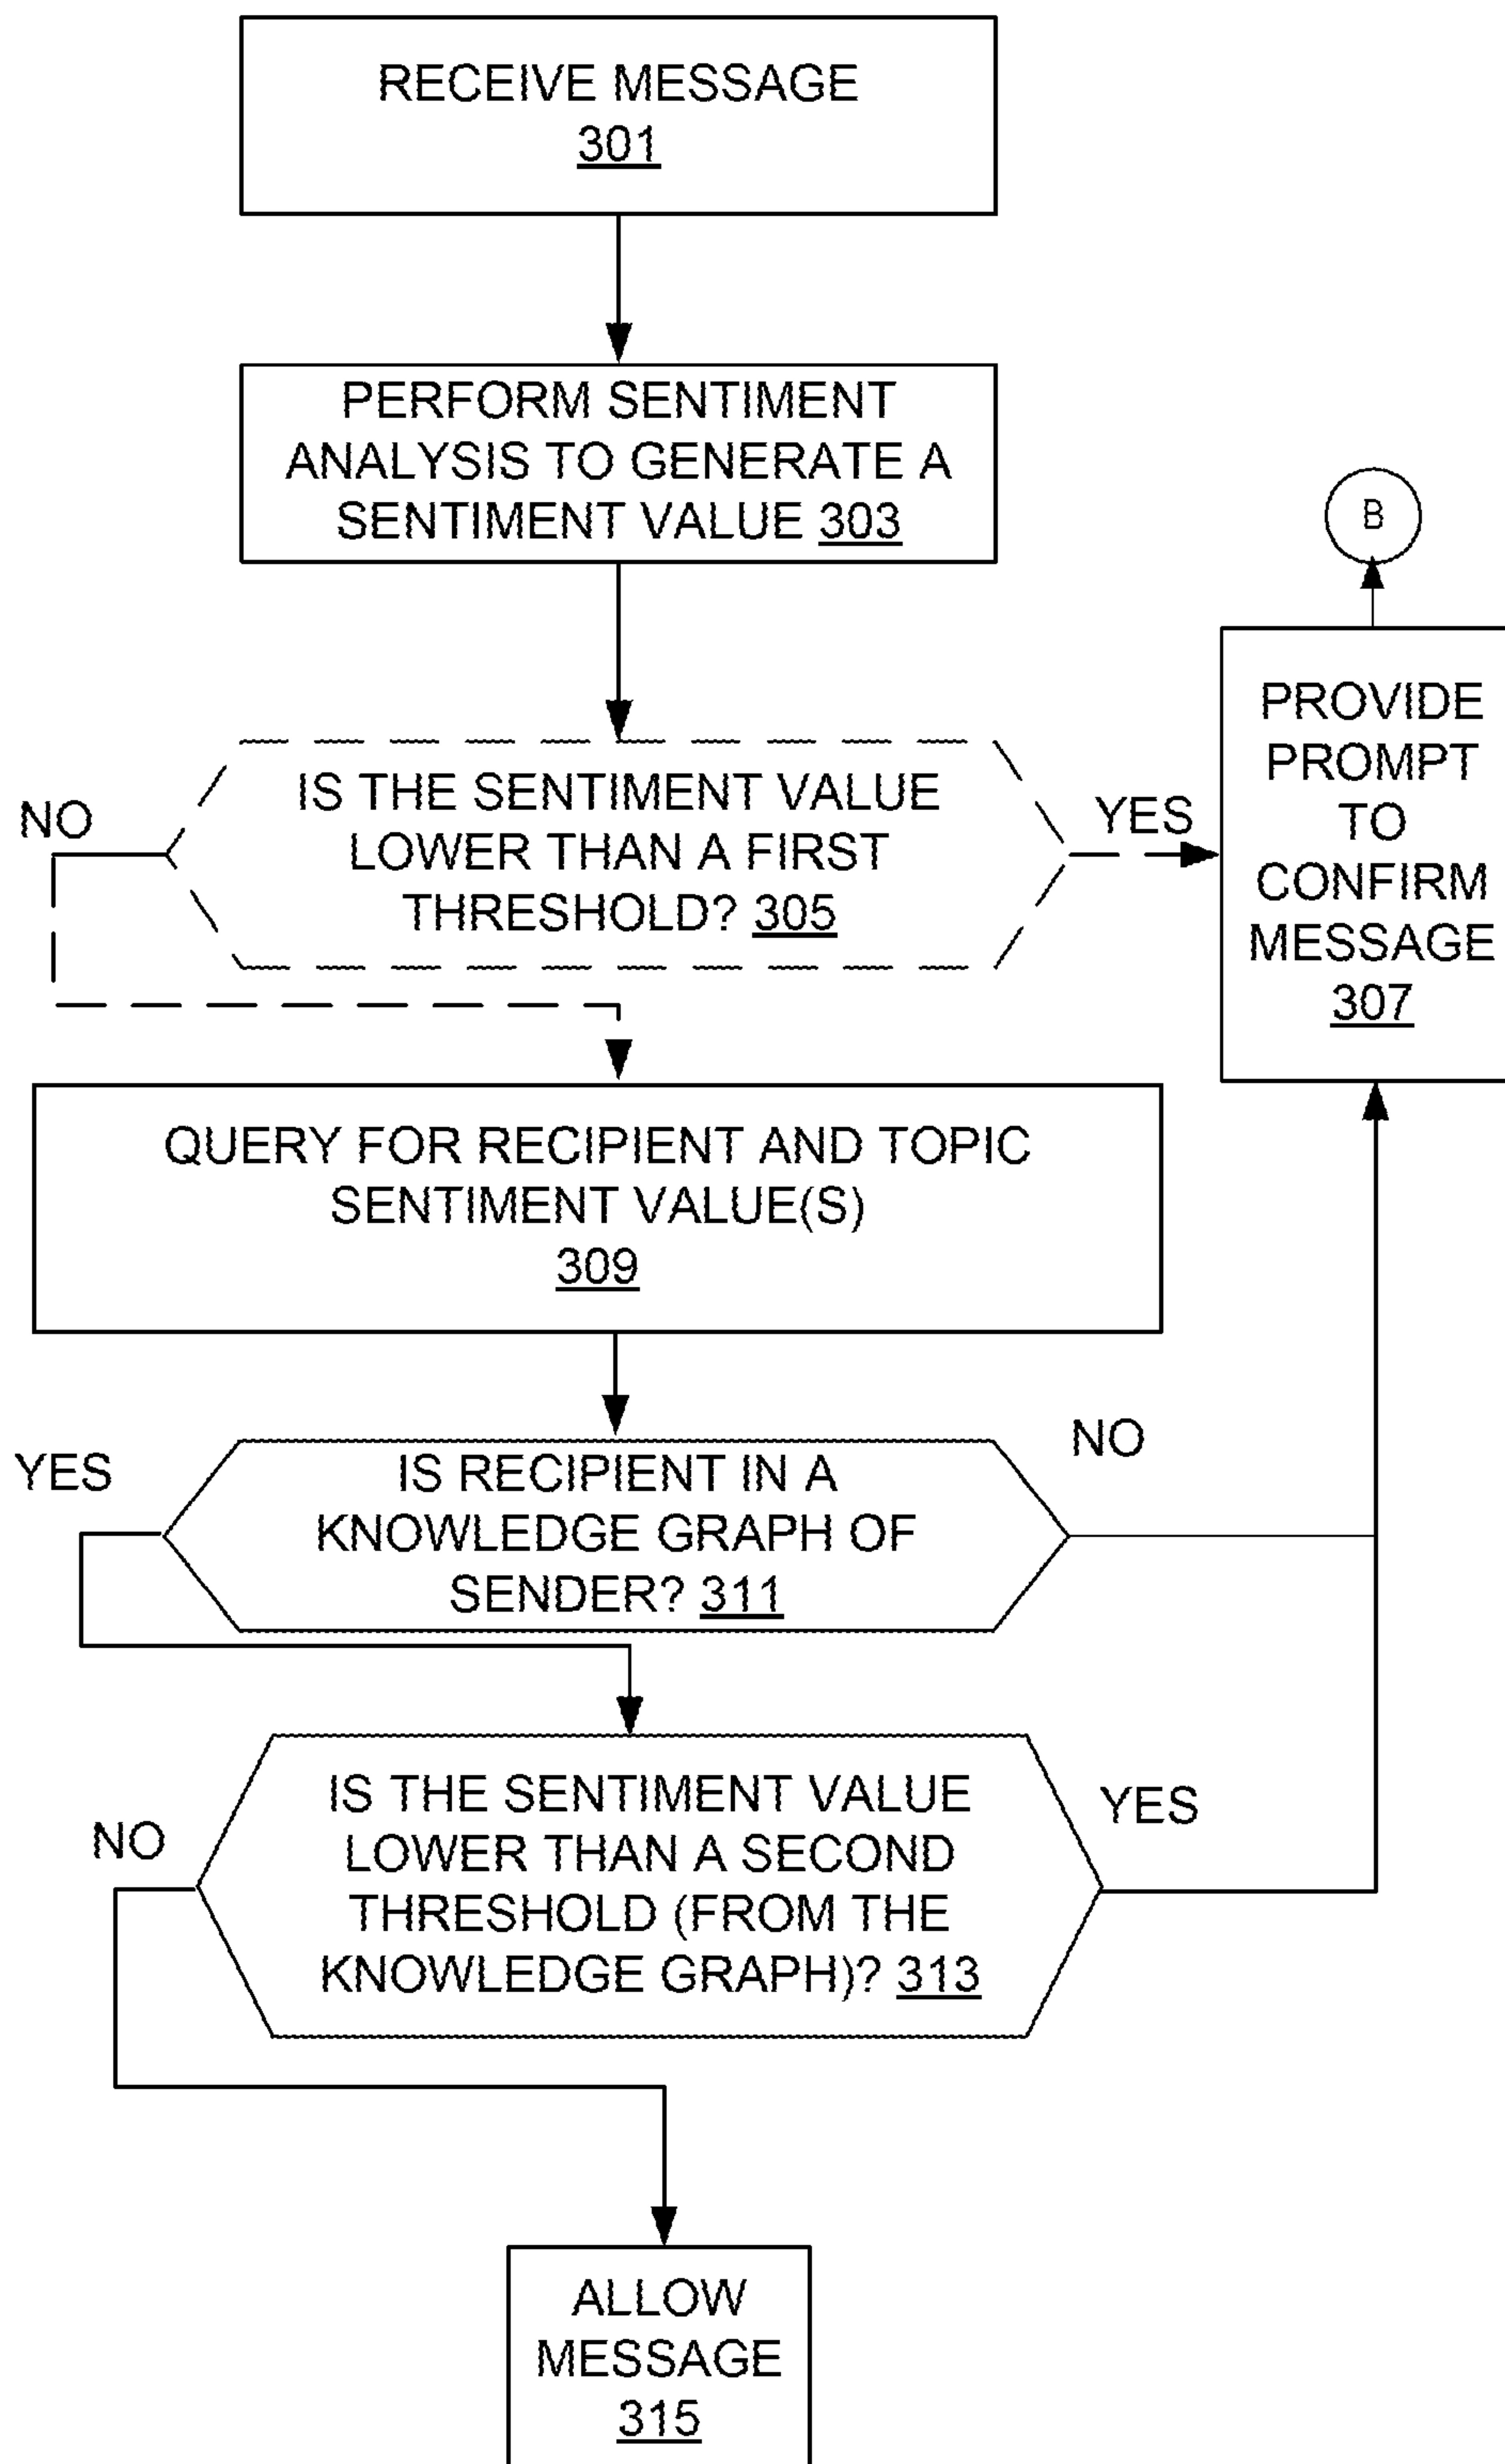 RECEIVE MESSAGE
301
PERFORM SENTIMENT
ANALYSIS TO GENERATE A
SENTIMENT VALUE 303
B
IS THE SENTIMENT VALUE
LOWER THAN A FIRST
THRESHOLD? 305
NO
YES
PROVIDE
PROMPT
TO
CONFIRM
MESSAGE
307
QUERY FOR RECIPIENT AND TOPIC
SENTIMENT VALUE(S)
309
IS RECIPIENT IN A
KNOWLEDGE GRAPH OF
SENDER? 311
YES
NO
IS THE SENTIMENT VALUE
LOWER THAN A SECOND
THRESHOLD (FROM THE
KNOWLEDGE GRAPH)? 313
NO
YES
ALLOW
MESSAGE
315